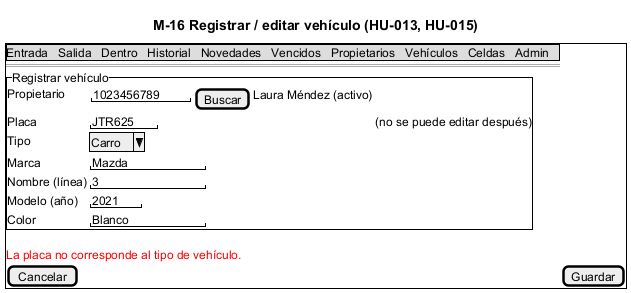 M-16 Registrar / editar vehículo (HU-013, HU-015)
Entrada Salida Dentro Historial Novedades Vencidos Propietarios Vehículos Celdas Admin
Registrar vehículo
Propietario 1023456789 Buscar Laura Méndez (activo)
Placa JTR625 (no se puede editar después)
Tipo Carro
Marca Mazda
Nombre (línea) 3
Modelo (año) 2021
Color Blanco
La placa no corresponde al tipo de vehículo.
Cancelar Guardar